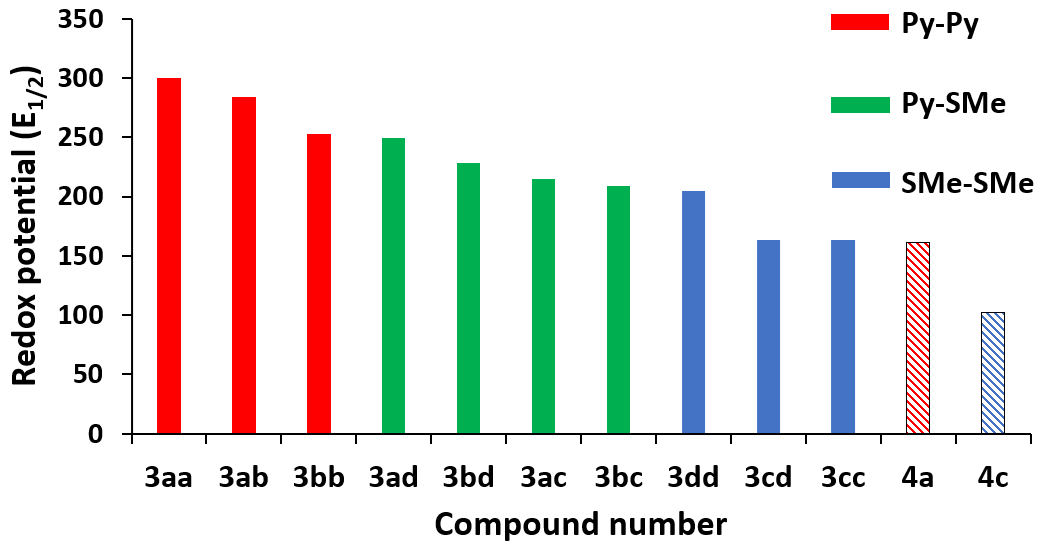 350
300
250
200
150
100
50
0
Redox potential (E1/2)
Py-Py
Py-SMe
SMe-SMe
3aa 3ab 3bb 3ad 3bd 3ac 3bc 3dd 3cd 3cc 4a 4c
Compound number